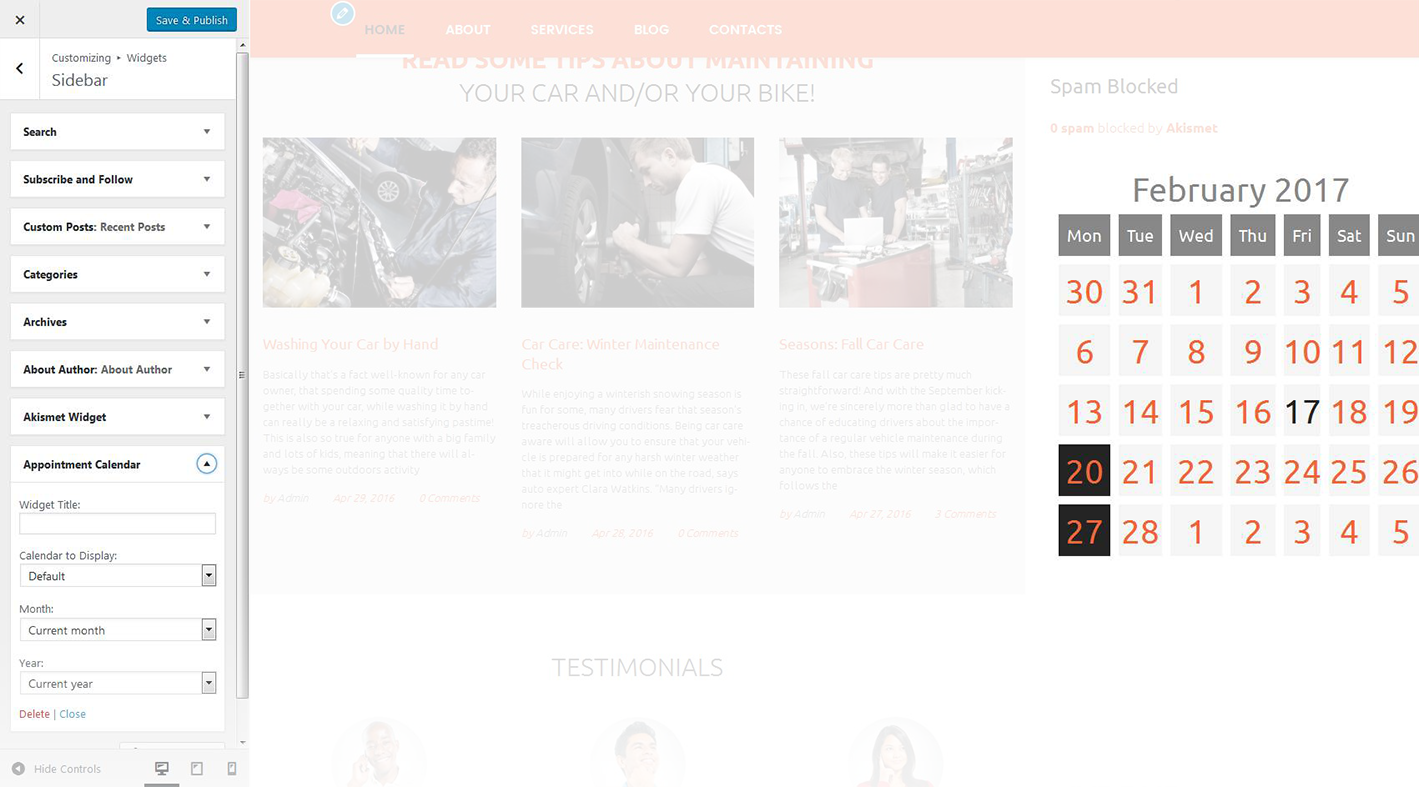 Save & Publish
Customizing ▸ Widgets
Sidebar
Search
Subscribe and Follow
Custom Posts: Recent Posts
Categories
Archives
About Author: About Author
Akismet Widget
Appointment Calendar
Widget Title:
Calendar to Display:
Default
Month:
Current month
Year:
Current year
Delete | Close
Hide Controls
HOME ABOUT SERVICES BLOG CONTACTS
READ SOME TIPS ABOUT MAINTAINING
YOUR CAR AND/OR YOUR BIKE!
Washing Your Car by Hand
Basically that's a fact well-known for any car
owner, that spending some quality time to-
gether with your car, while washing it by hand
can really be a relaxing and satisfying pastime!
This is also so true for anyone with a big family
and lots of kids, meaning that there will al-
ways be some outdoor activity
by Admin Apr 29, 2016 0 Comments
Car Care: Winter Maintenance
Check
While enjoying a winterish snowing season is
fun for some, many drivers fear that season's
treacherous driving conditions. Being car care
aware will allow you to ensure that your vehi-
cle is prepared for any harsh winter weather
that it might get into while on the road, says
auto expert Clara Wattins. "Many drivers ig-
nore the
by Admin Apr 28, 2016 0 Comments
Seasons: Fall Car Care
These fall car care tips are pretty much
straightforward! And with the September kick-
ing in we're sincerely more than glad to have a
chance of educating drivers about the impor-
tance of a regular vehicle maintenance during
the fall. Also, these tips will make it easier for
anyone to embrace the winter season, which
follows the
by Admin Apr 27, 2016 3 Comments
TESTIMONIALS
Spam Blocked
0 spam blocked by Akismet
February 2017
Mon Tue Wed Thu Fri Sat Sun
30 31 1 2 3 4 5
6 7 8 9 10 11 12
13 14 15 16 17 18 19
20 21 22 23 24 25 26
27 28 1 2 3 4 5